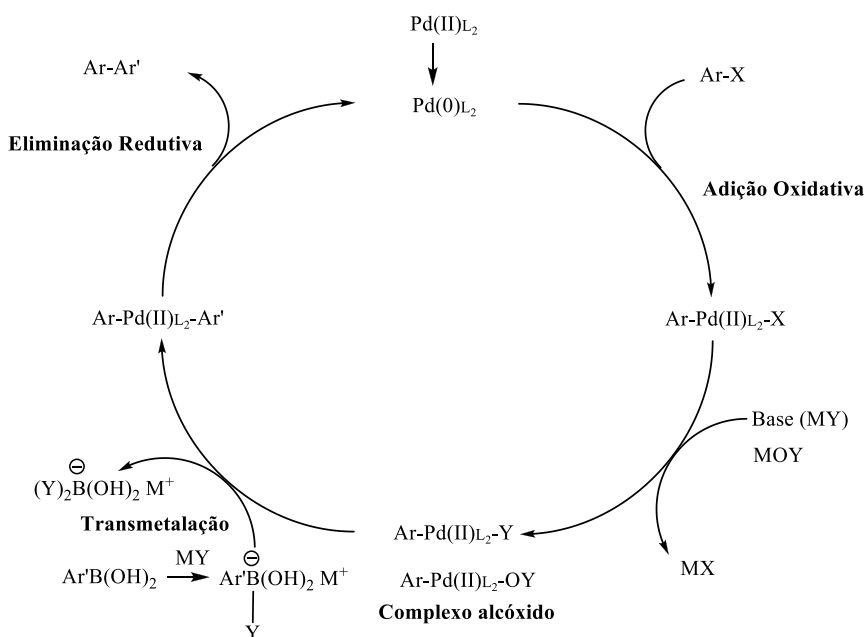 Pd(II)L₂
Ar-Ar'
Ar-X
Pd(0)L₂
Eliminação Redutiva
Adição Oxidativa
Ar-Pd(II)L₂-Ar'
Ar-Pd(II)L₂-X
Base (MY)
MOY
⊖
(Y)₂B(OH)₂ M⁺
Transmetalação
Ar-Pd(II)L₂-Y
MX
MY
⊖
Ar'B(OH)₂
Ar'B(OH)₂ M⁺
Y
Ar-Pd(II)L₂-OY
Complexo alcóxido